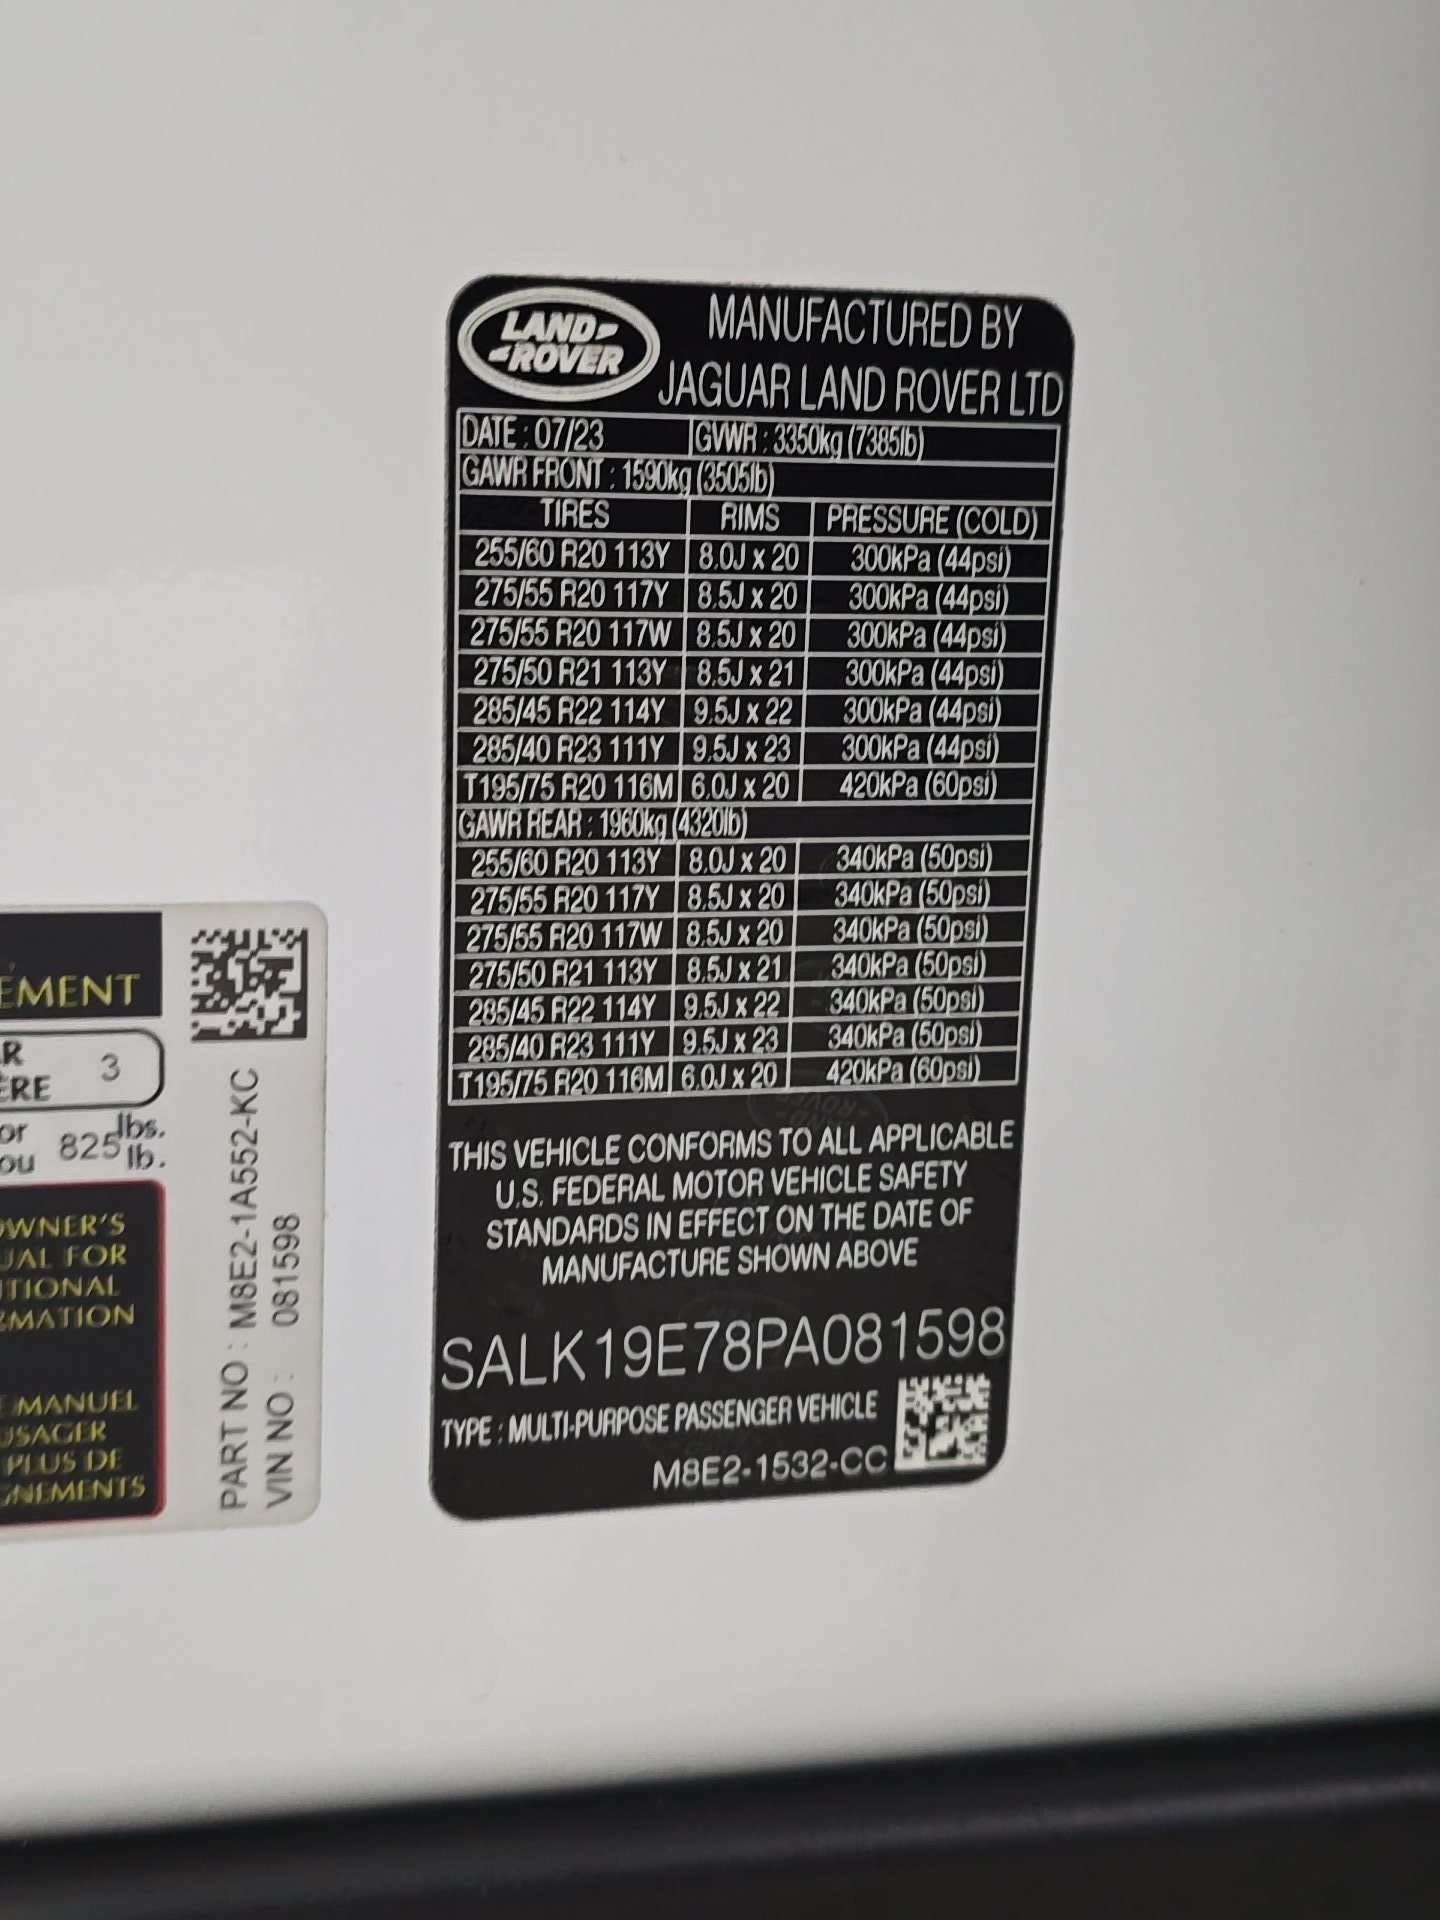 LAND
ROVER
MANUFACTURED BY
JAGUAR LAND ROVER LTD
DATE : 07/23 GVWR : 3350kg (7385lb)
GAWR FRONT : 1590kg (3505lb)
TIRES RIMS PRESSURE (COLD)
255/60 R20 113Y 8.0J x 20 300kPa (44psi)
275/55 R20 117Y 8.5J x 20 300kPa (44psi)
275/55 R20 117W 8.5J x 20 300kPa (44psi)
275/50 R21 113Y 8.5J x 21 300kPa (44psi)
285/45 R22 114Y 9.5J x 22 300kPa (44psi)
285/40 R23 111Y 9.5J x 23 300kPa (44psi)
T195/75 R20 116M 6.0J x 20 420kPa (60psi)
GAWR REAR : 1960kg (4320lb)
255/60 R20 113Y 8.0J x 20 340kPa (50psi)
275/55 R20 117Y 8.5J x 20 340kPa (50psi)
275/55 R20 117W 8.5J x 20 340kPa (50psi)
275/50 R21 113Y 8.5J x 21 340kPa (50psi)
285/45 R22 114Y 9.5J x 22 340kPa (50psi)
285/40 R23 111Y 9.5J x 23 340kPa (50psi)
T195/75 R20 116M 6.0J x 20 420kPa (60psi)
THIS VEHICLE CONFORMS TO ALL APPLICABLE
U.S. FEDERAL MOTOR VEHICLE SAFETY
STANDARDS IN EFFECT ON THE DATE OF
MANUFACTURE SHOWN ABOVE
SALK19E78PA081598
TYPE : MULTI-PURPOSE PASSENGER VEHICLE
M8E2-1532-CC
EMENT
R
ERE 3
or 825 lbs.
ou lb.
OWNER'S
UAL FOR
TIONAL
RMATION
MANUEL
USAGER
PLUS DE
GNEMENTS
PART NO : M8E2-1A552-KC
VIN NO : 081598